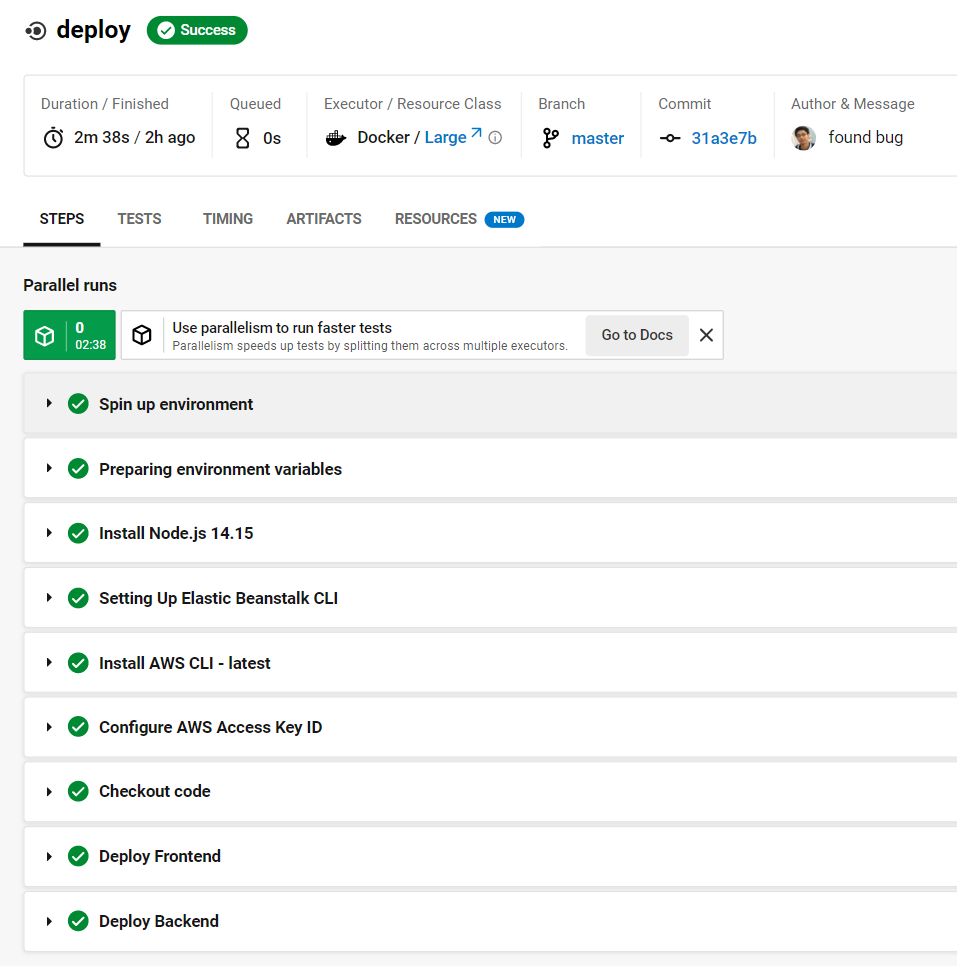 deploy Success
Duration / Finished Queued Executor / Resource Class Branch Commit Author & Message
2m 38s / 2h ago 0s Docker / Large master 31a3e7b found bug
STEPS TESTS TIMING ARTIFACTS RESOURCES NEW
Parallel runs
0
02:38
Use parallelism to run faster tests
Parallelism speeds up tests by splitting them across multiple executors.
Go to Docs
Spin up environment
Preparing environment variables
Install Node.js 14.15
Setting Up Elastic Beanstalk CLI
Install AWS CLI - latest
Configure AWS Access Key ID
Checkout code
Deploy Frontend
Deploy Backend